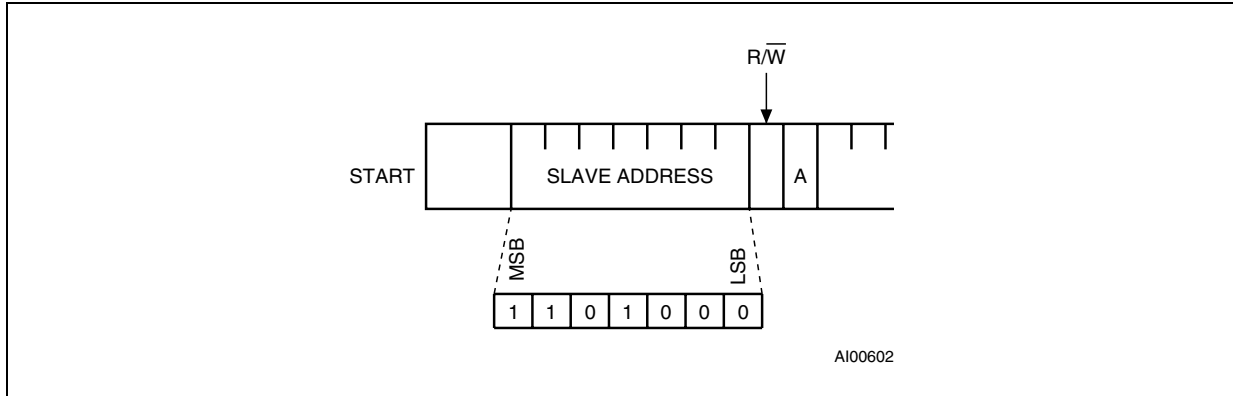 R/W̅
START
SLAVE ADDRESS
A
MSB
LSB
1 1 0 1 0 0 0
AI00602